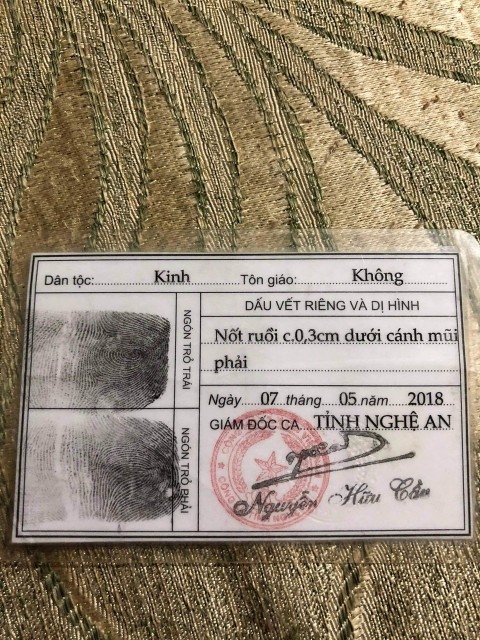 Dân tộc: Kinh Tôn giáo: Không
NGÓN TRỎ TRÁI
NGÓN TRỎ PHẢI
DẤU VẾT RIÊNG VÀ DỊ HÌNH
Nốt ruồi c.0,3cm dưới cánh mũi
phải
Ngày 07 tháng 05 năm 2018
GIÁM ĐỐC CA TỈNH NGHỆ AN
Nguyễn Hữu Cầu